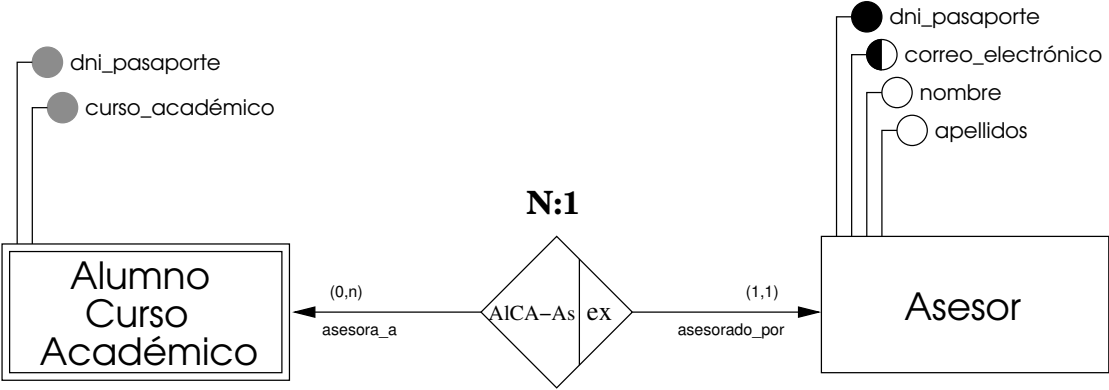 dni_pasaporte
curso_académico
Alumno
Curso
Académico
(0,n)
asesora_a
N:1
AlCA-As
ex
(1,1)
asesorado_por
dni_pasaporte
correo_electrónico
nombre
apellidos
Asesor